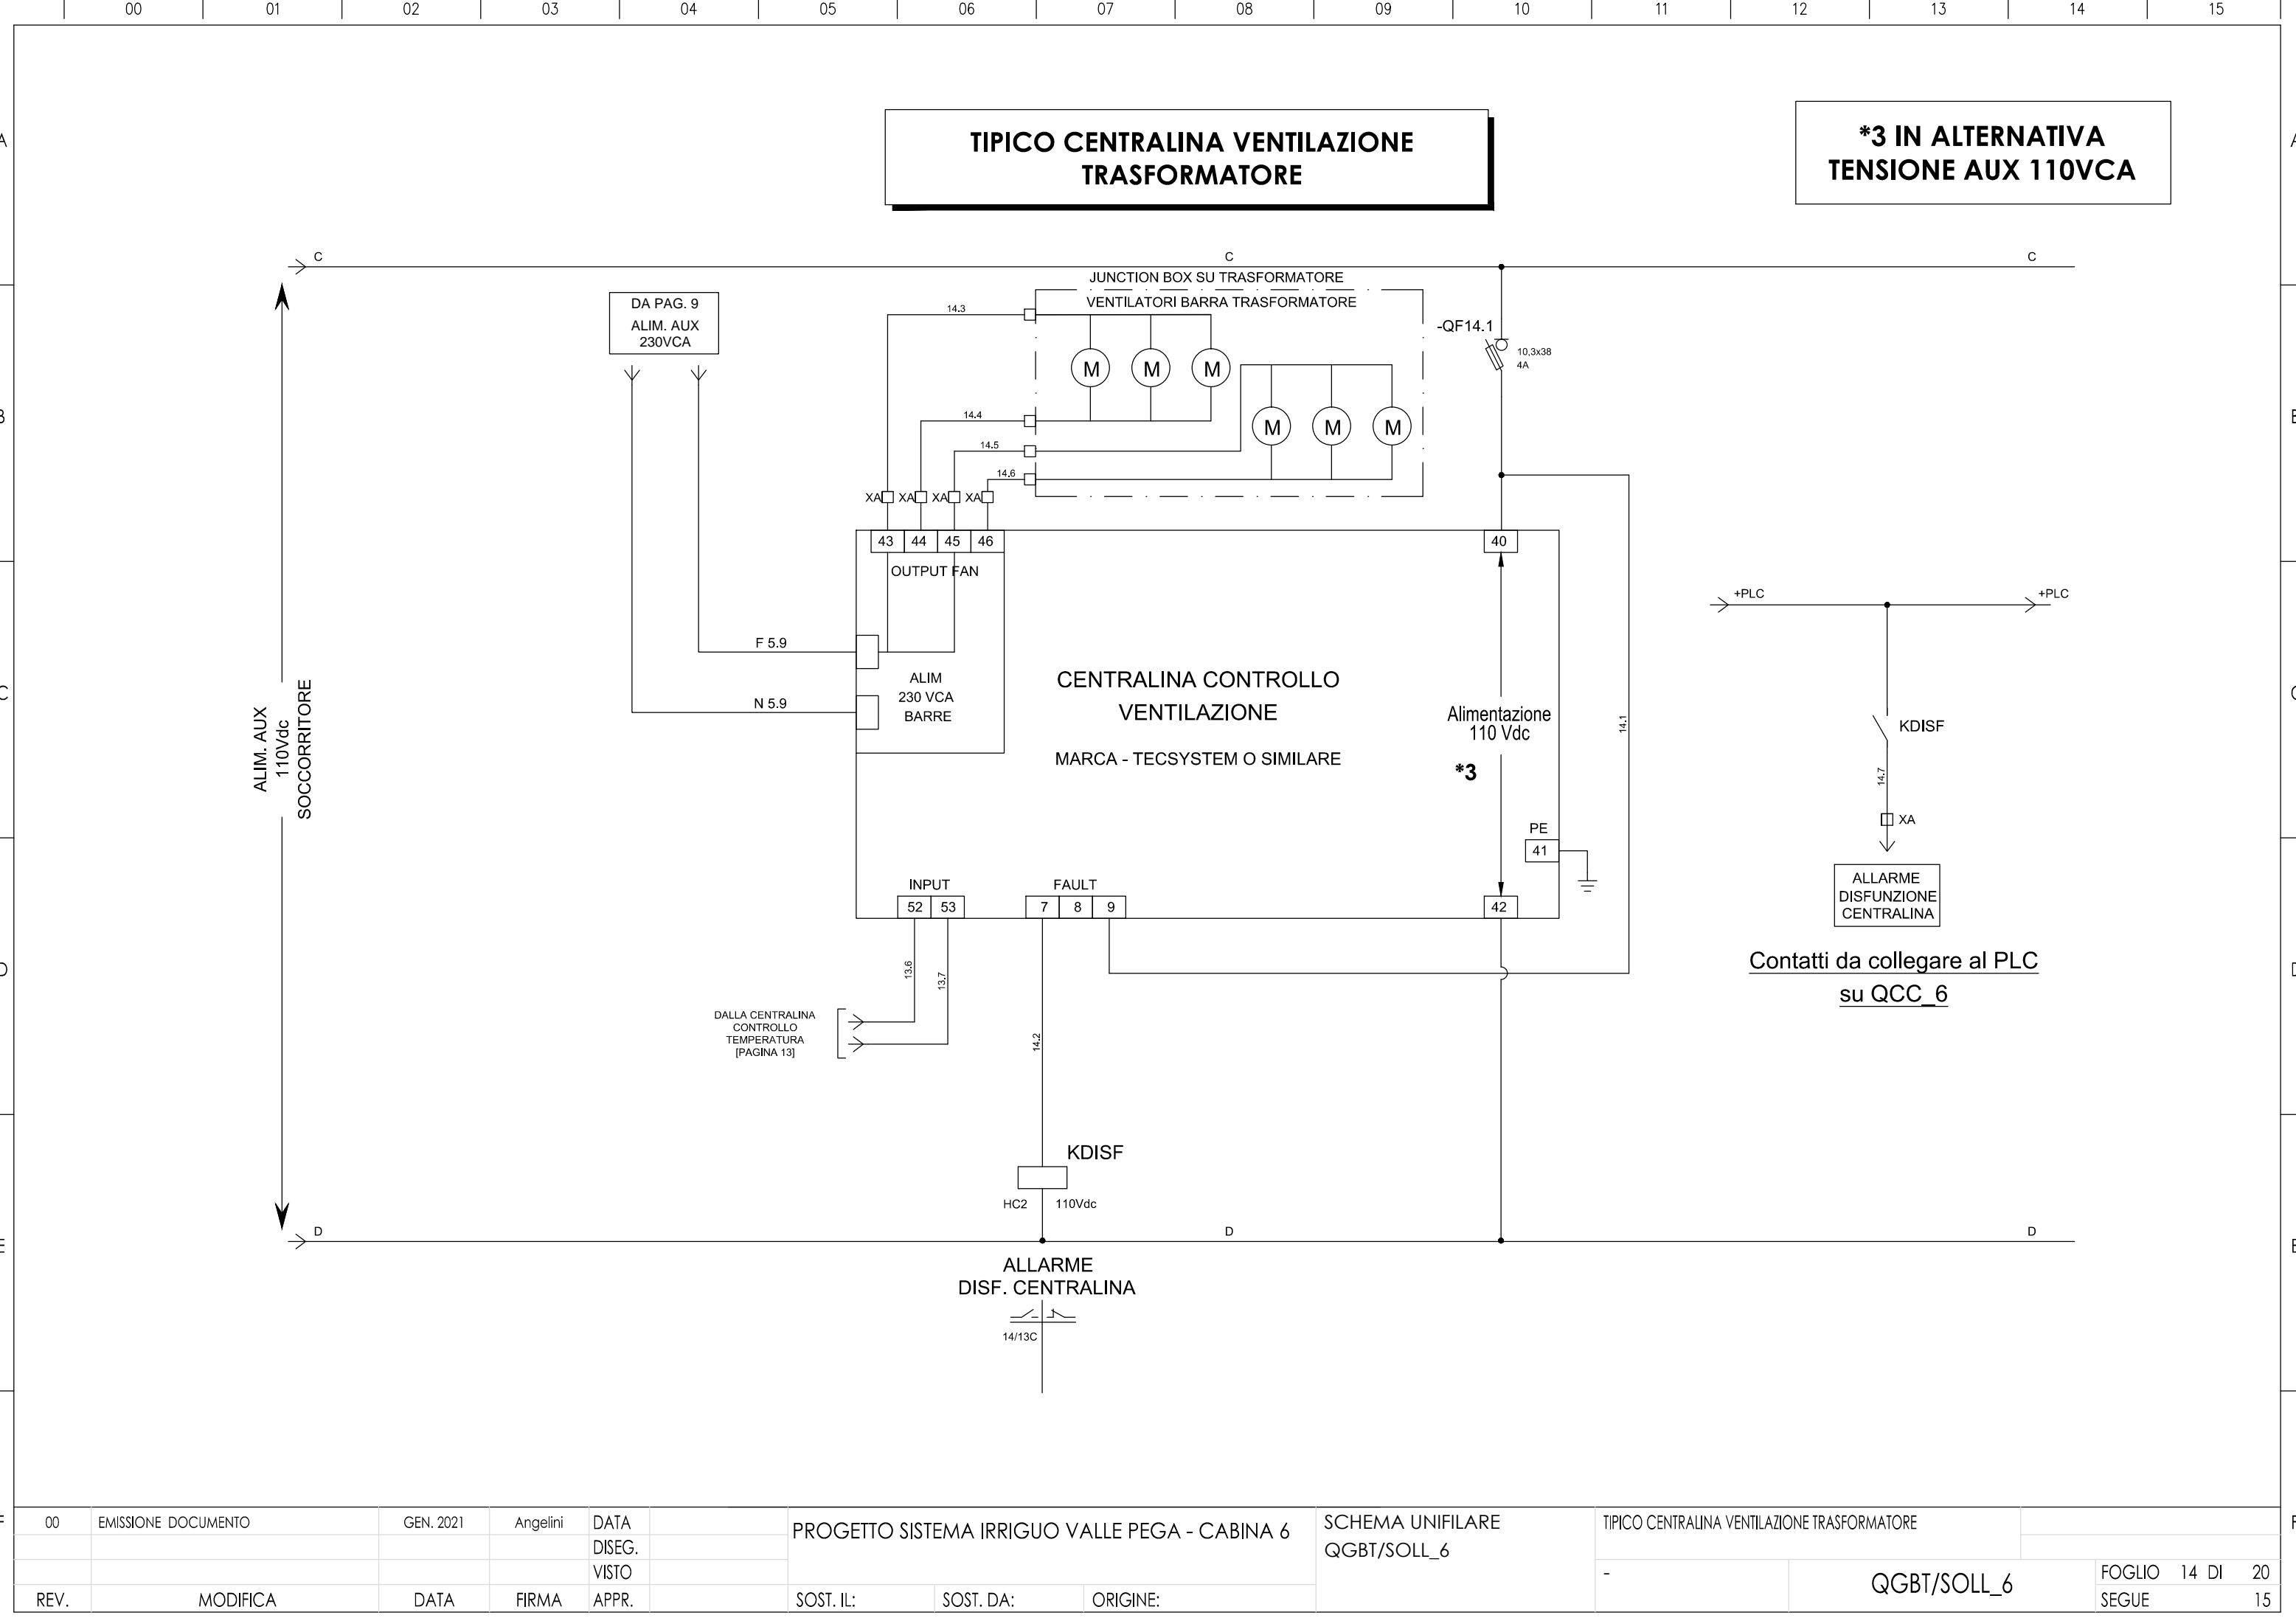 00 01 02 03 04 05 06 07 08 09 10 11 12 13 14 15
TIPICO CENTRALINA VENTILAZIONE
TRASFORMATORE
*3 IN ALTERNATIVA
TENSIONE AUX 110VCA
A
B
C
D
E
F
C
C
C
DA PAG. 9
ALIM. AUX
230VCA
JUNCTION BOX SU TRASFORMATORE
VENTILATORI BARRA TRASFORMATORE
14.3
M M M
14.4
M M M
14.5
14.6
-QF14.1
10,3x38
4A
XA XA XA XA
43 44 45 46
OUTPUT FAN
40
F 5.9
N 5.9
ALIM
230 VCA
BARRE
CENTRALINA CONTROLLO
VENTILAZIONE
MARCA - TECSYSTEM O SIMILARE
Alimentazione
110 Vdc
*3
14.1
PE
41
ALIM. AUX
110Vdc
SOCCORRITORE
+PLC
+PLC
KDISF
14.7
XA
ALLARME
DISFUNZIONE
CENTRALINA
Contatti da collegare al PLC
su QCC_6
INPUT
52 53
FAULT
7 8 9
42
13.6
13.7
DALLA CENTRALINA
CONTROLLO
TEMPERATURA
[PAGINA 13]
14.2
KDISF
HC2 110Vdc
D
D
D
ALLARME
DISF. CENTRALINA
14/13C
00 EMISSIONE DOCUMENTO GEN. 2021 Angelini DATA
DISEG.
VISTO
REV. MODIFICA DATA FIRMA APPR.
PROGETTO SISTEMA IRRIGUO VALLE PEGA - CABINA 6
SOST. IL: SOST. DA: ORIGINE:
SCHEMA UNIFILARE
QGBT/SOLL_6
TIPICO CENTRALINA VENTILAZIONE TRASFORMATORE
-
QGBT/SOLL_6
FOGLIO 14 DI 20
SEGUE 15